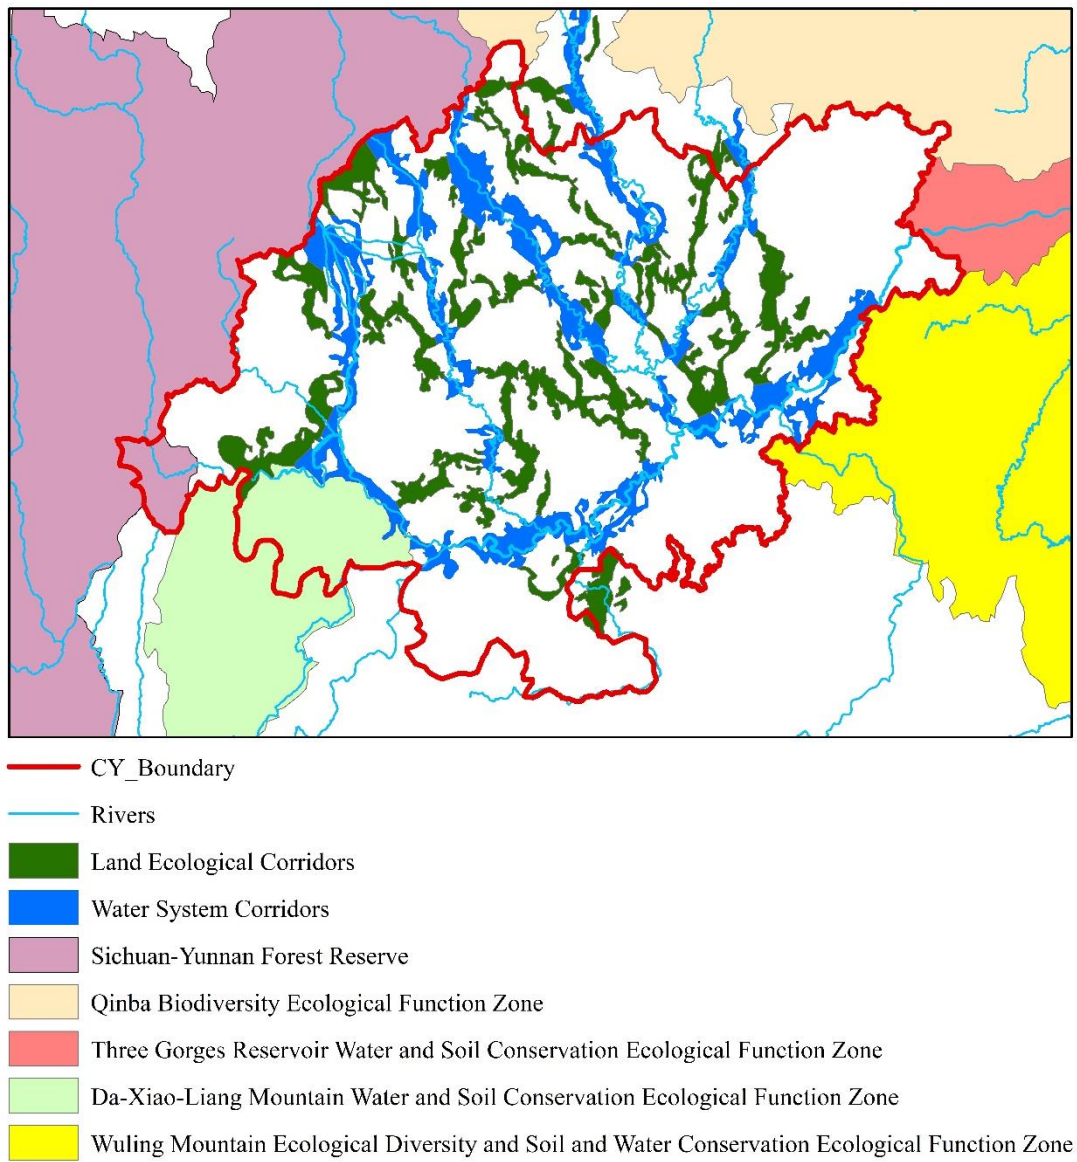 CY_Boundary
Rivers
Land Ecological Corridors
Water System Corridors
Sichuan-Yunnan Forest Reserve
Qinba Biodiversity Ecological Function Zone
Three Gorges Reservoir Water and Soil Conservation Ecological Function Zone
Da-Xiao-Liang Mountain Water and Soil Conservation Ecological Function Zone
Wuling Mountain Ecological Diversity and Soil and Water Conservation Ecological Function Zone